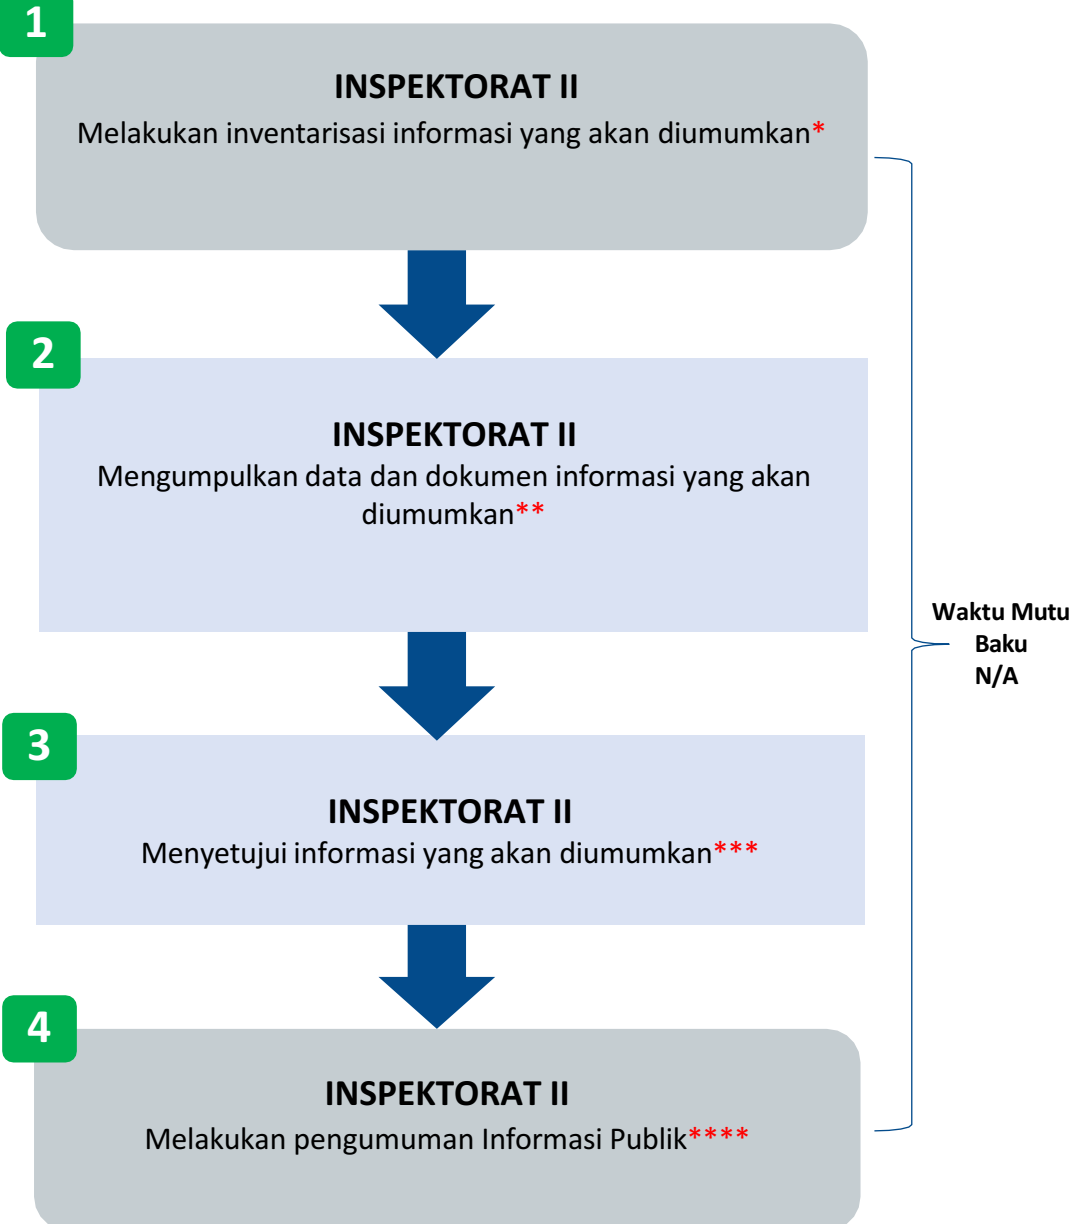 1
INSPEKTORAT II
Melakukan inventarisasi informasi yang akan diumumkan*
2
INSPEKTORAT II
Mengumpulkan data dan dokumen informasi yang akan
diumumkan**
Waktu Mutu
Baku
N/A
3
INSPEKTORAT II
Menyetujui informasi yang akan diumumkan***
4
INSPEKTORAT II
Melakukan pengumuman Informasi Publik****